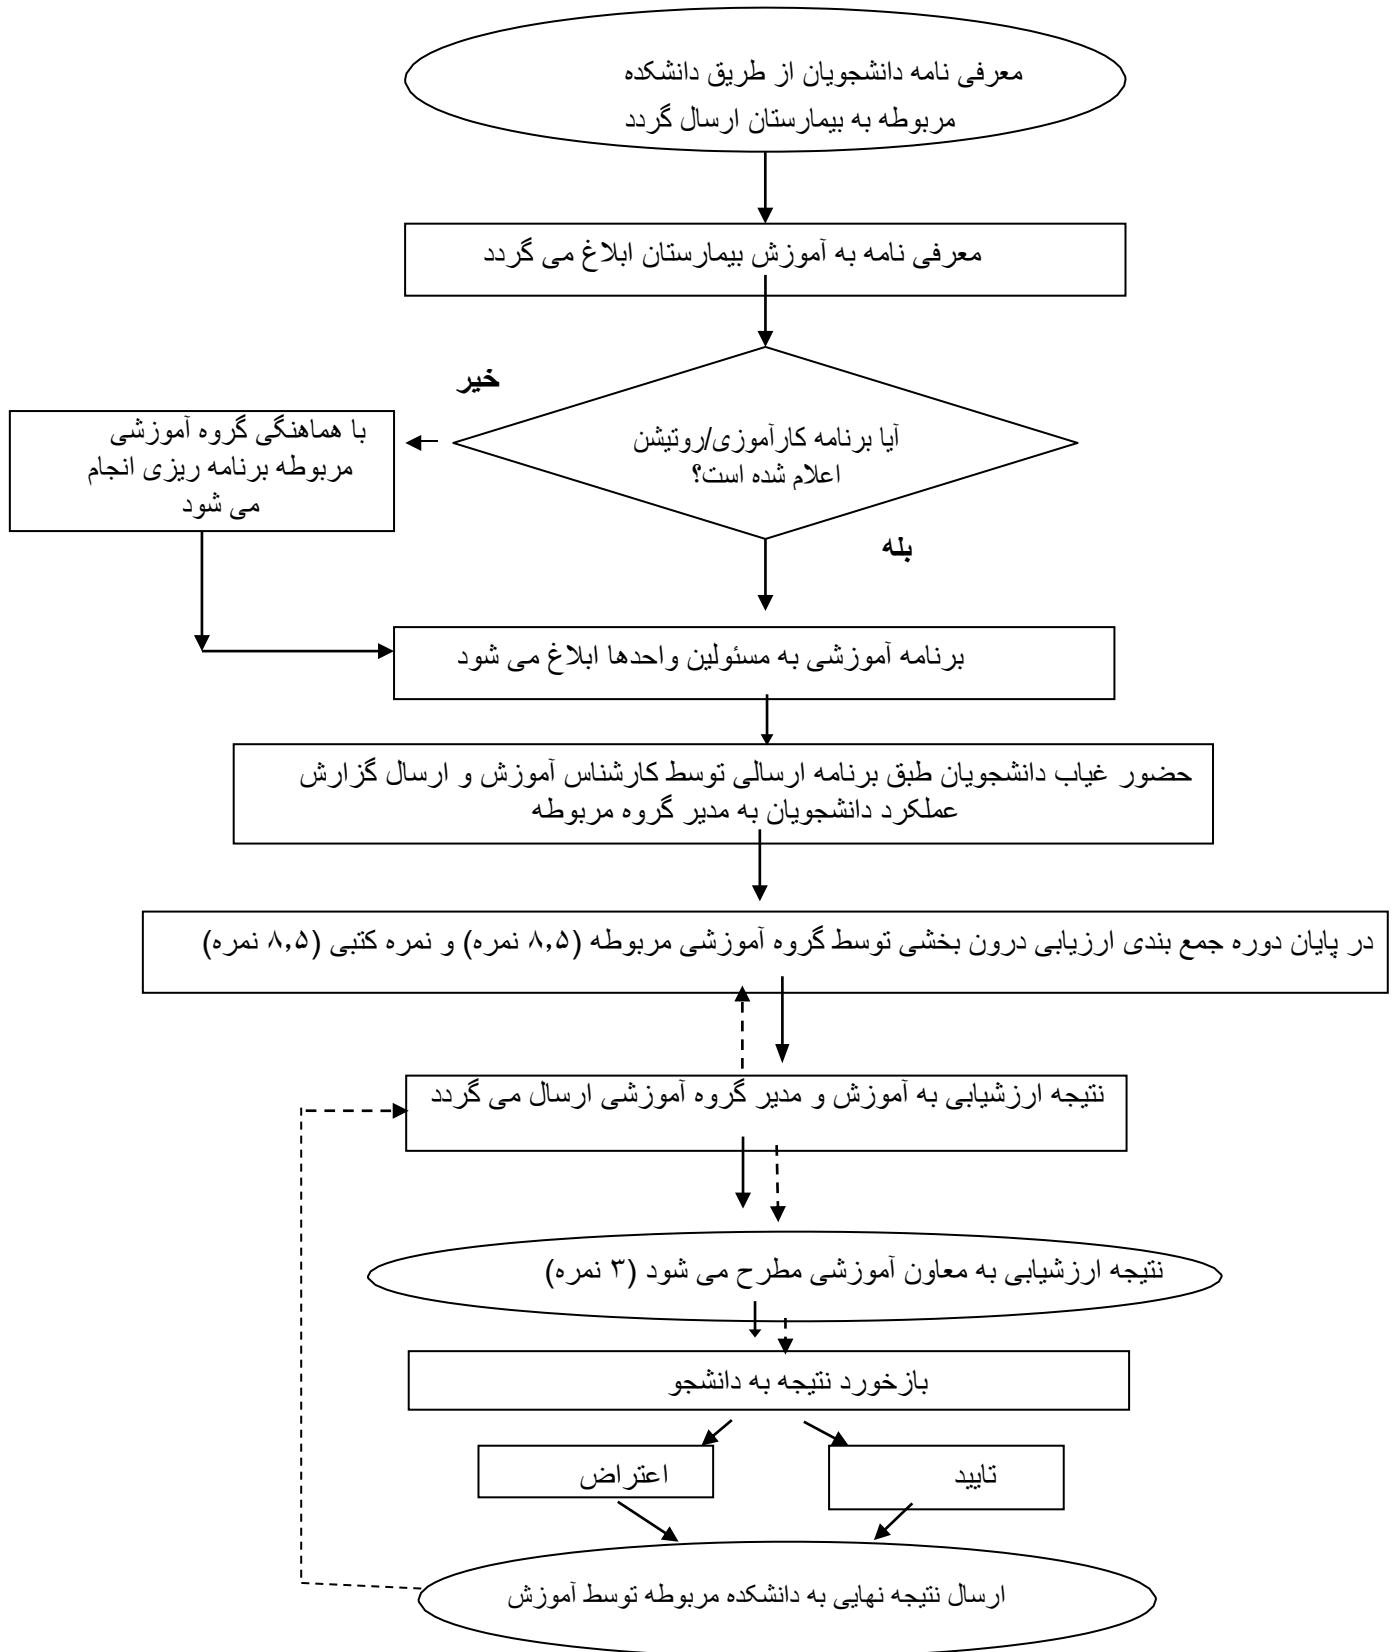 معرفی نامه دانشجویان از طریق دانشکده
مربوطه به بیمارستان ارسال گردد
معرفی نامه به آموزش بیمارستان ابلاغ می گردد
خیر
آیا برنامه کارآموزی/روتیشن
اعلام شده است؟
با هماهنگی گروه آموزشی
مربوطه برنامه ریزی انجام
می شود
بله
برنامه آموزشی به مسئولین واحدها ابلاغ می شود
حضور غیاب دانشجویان طبق برنامه ارسالی توسط کارشناس آموزش و ارسال گزارش
عملکرد دانشجویان به مدیر گروه مربوطه
در پایان دوره جمع بندی ارزیابی درون بخشی توسط گروه آموزشی مربوطه (۸,۵ نمره) و نمره کتبی (۸,۵ نمره)
نتیجه ارزشیابی به آموزش و مدیر گروه آموزشی ارسال می گردد
نتیجه ارزشیابی به معاون آموزشی مطرح می شود (۳ نمره)
بازخورد نتیجه به دانشجو
تایید
اعتراض
ارسال نتیجه نهایی به دانشکده مربوطه توسط آموزش